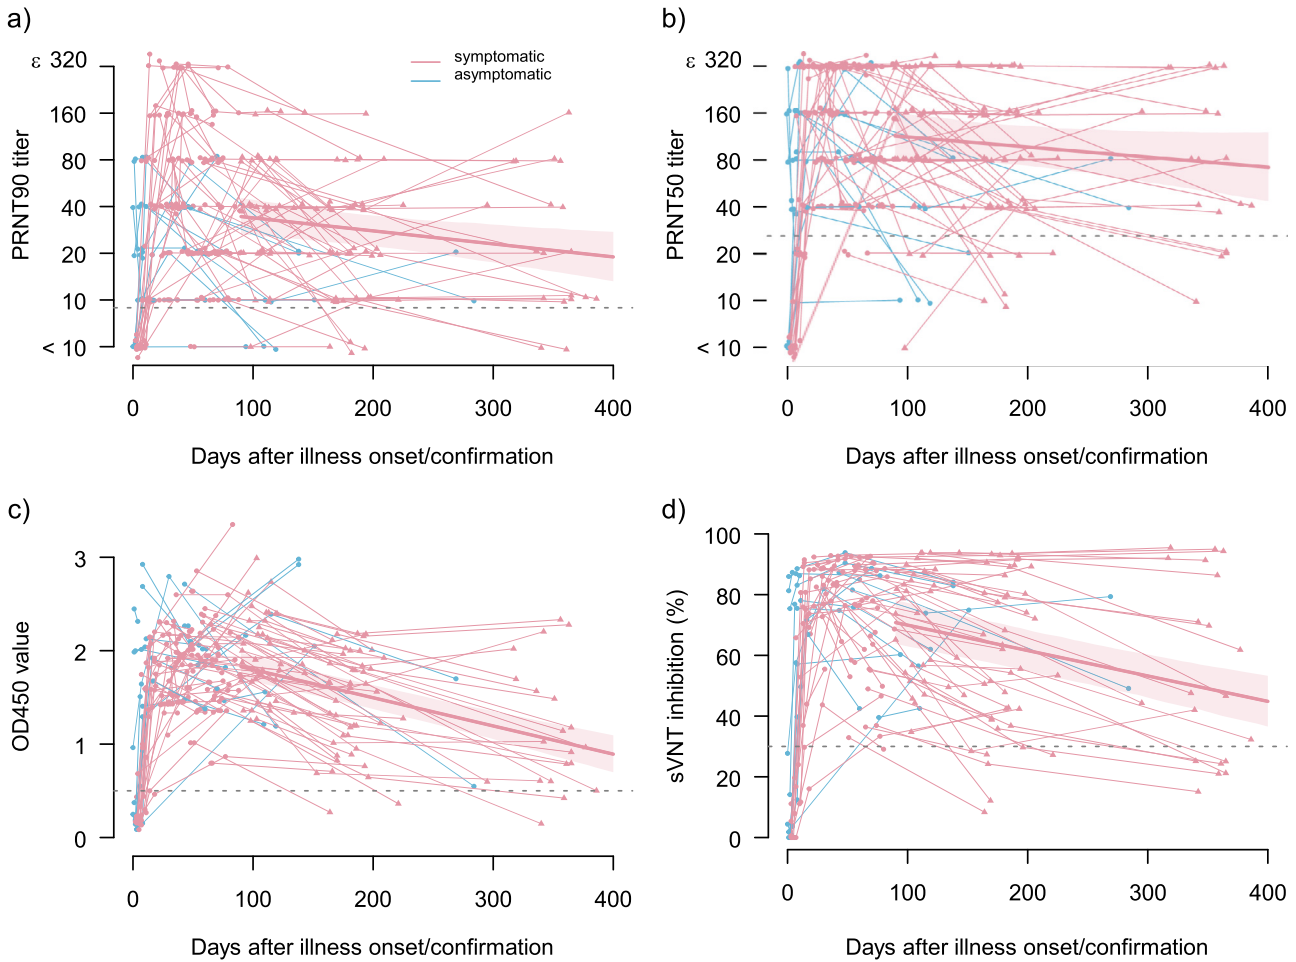 a)
ε 320
160
80
40
20
10
< 10
PRNT90 titer
symptomatic
asymptomatic
0 100 200 300 400
Days after illness onset/confirmation
b)
ε 320
160
80
40
20
10
< 10
PRNT50 titer
0 100 200 300 400
Days after illness onset/confirmation
c)
3
2
1
0
OD450 value
0 100 200 300 400
Days after illness onset/confirmation
d)
100
80
60
40
20
0
sVNT inhibition (%)
0 100 200 300 400
Days after illness onset/confirmation